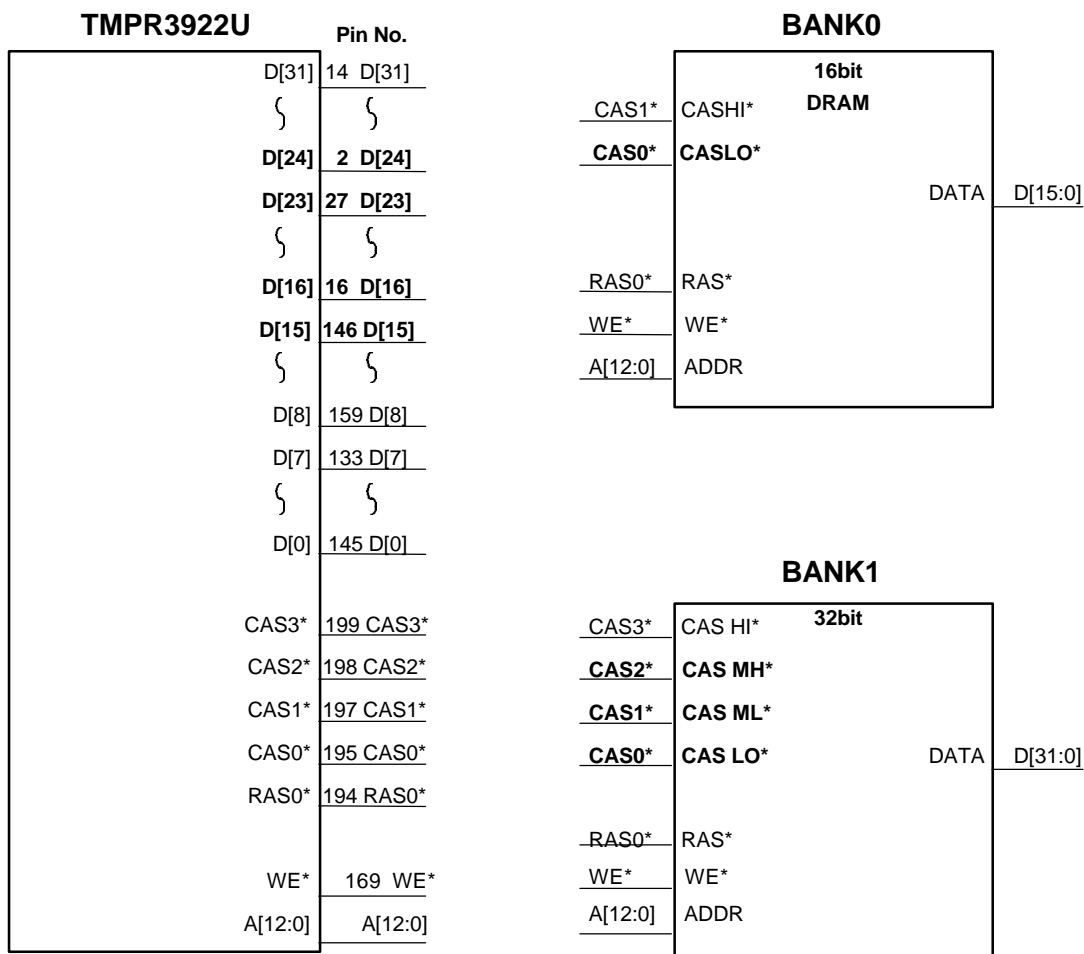 TMPR3922U
Pin No.
D[31] 14 D[31]
D[24] 2 D[24]
D[23] 27 D[23]
D[16] 16 D[16]
D[15] 146 D[15]
D[8] 159 D[8]
D[7] 133 D[7]
D[0] 145 D[0]
CAS3* 199 CAS3*
CAS2* 198 CAS2*
CAS1* 197 CAS1*
CAS0* 195 CAS0*
RAS0* 194 RAS0*
WE* 169 WE*
A[12:0] A[12:0]
BANK0
16bit
DRAM
CAS1* CASHI*
CAS0* CASLO*
DATA D[15:0]
RAS0* RAS*
WE* WE*
A[12:0] ADDR
BANK1
32bit
CAS3* CAS HI*
CAS2* CAS MH*
CAS1* CAS ML*
CAS0* CAS LO*
DATA D[31:0]
RAS0* RAS*
WE* WE*
A[12:0] ADDR